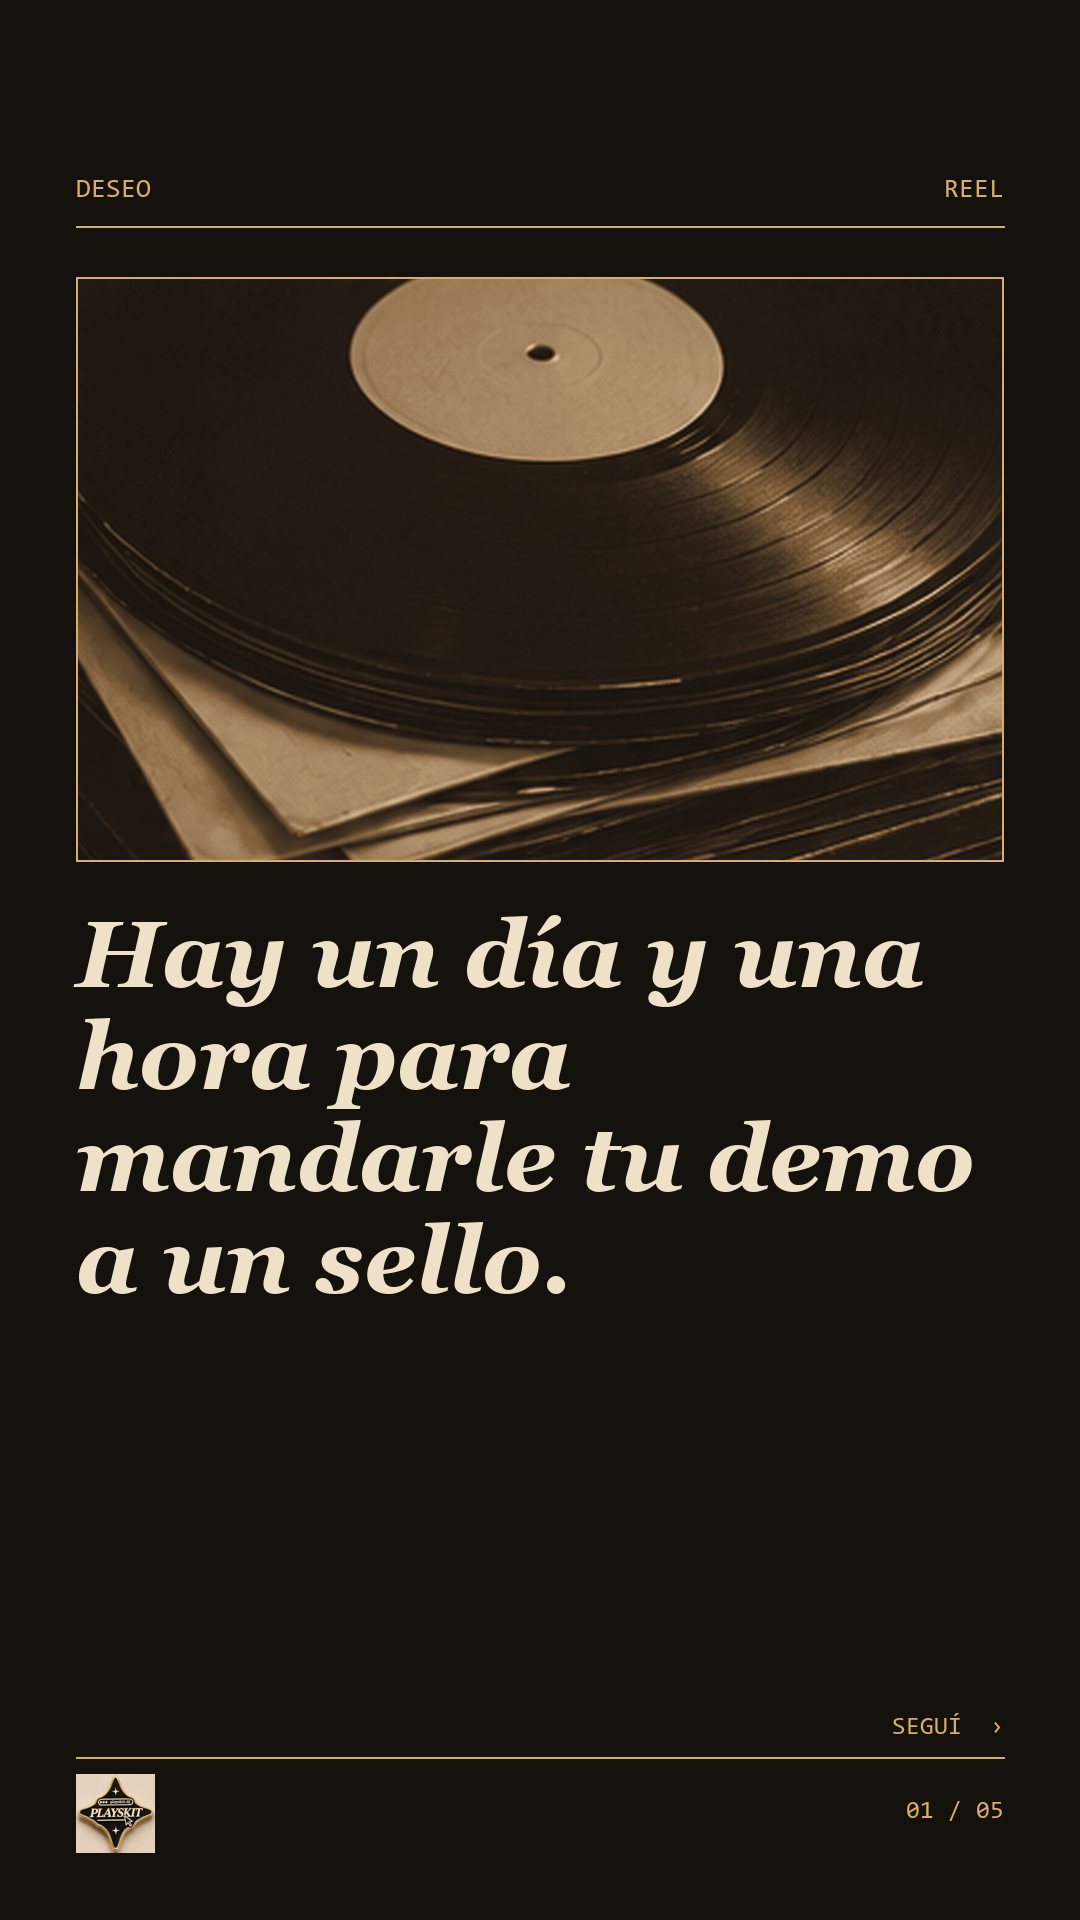 DESEO
REEL
Hay un día y una
hora para
mandarle tu demo
a un sello.
SEGUÍ ›
PLAYSKIT
01 / 05